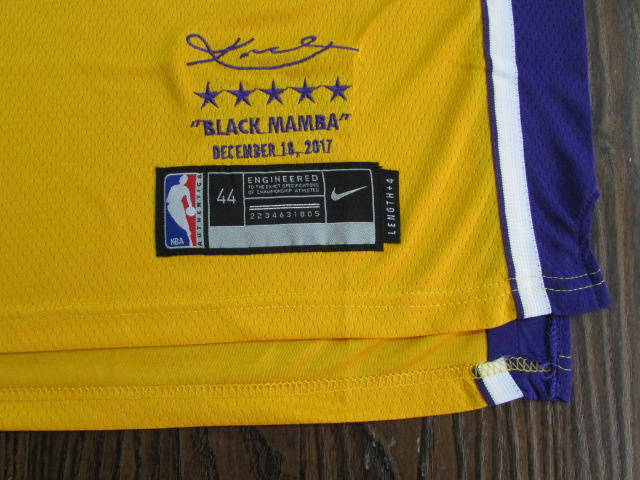 "BLACK MAMBA"
DECEMBER 18, 2017
44
ENGINEERED
TO THE EXACT SPECIFICATIONS
OF CHAMPIONSHIP ATHLETES
2234631805
NBA
AUTHENTICS
LENGTH+4